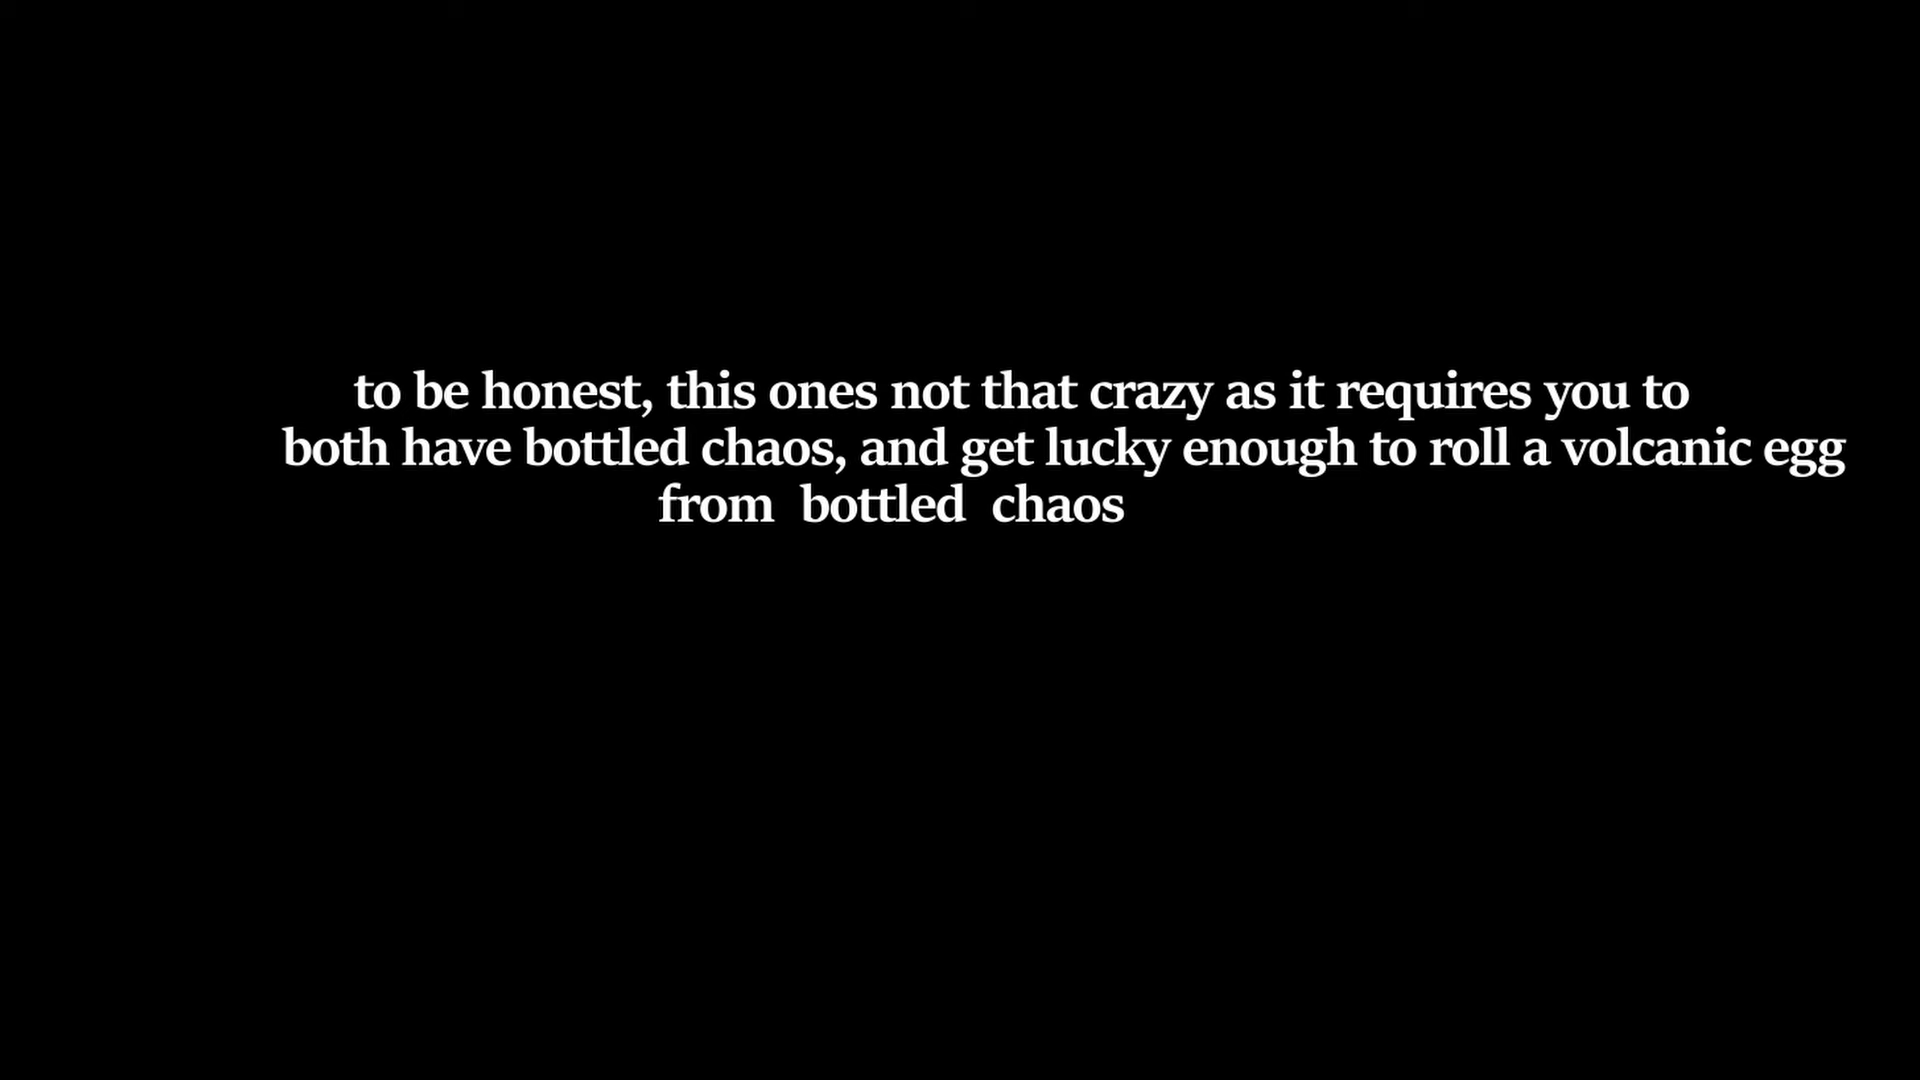 to be honest, this ones not that crazy as it requires you to
both have bottled chaos, and get lucky enough to roll a volcanic egg
from bottled chaos